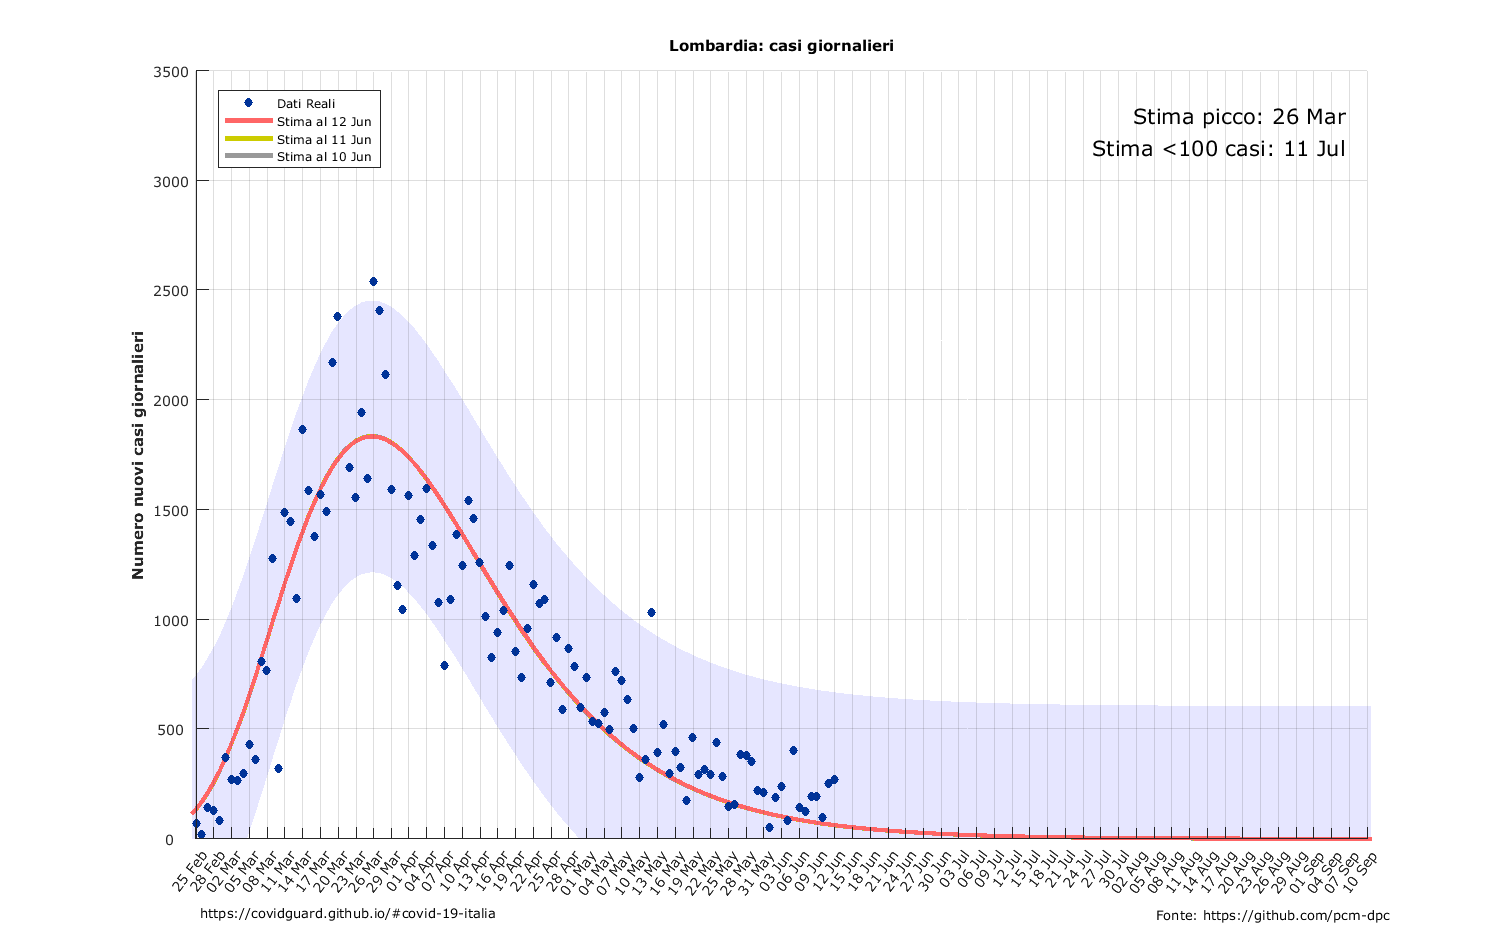 Lombardia: casi giornalieri
3500
3000
2500
2000
1500
1000
500
0
Numero nuovi casi giornalieri
Dati Reali
Stima al 12 Jun
Stima al 11 Jun
Stima al 10 Jun
Stima picco: 26 Mar
Stima <100 casi: 11 Jul
25 Feb
28 Feb
02 Mar
05 Mar
08 Mar
11 Mar
14 Mar
17 Mar
20 Mar
23 Mar
26 Mar
29 Mar
01 Apr
04 Apr
07 Apr
10 Apr
13 Apr
16 Apr
19 Apr
22 Apr
25 Apr
28 Apr
01 May
04 May
07 May
10 May
13 May
16 May
19 May
22 May
25 May
28 May
31 May
03 Jun
06 Jun
09 Jun
12 Jun
15 Jun
18 Jun
21 Jun
24 Jun
27 Jun
30 Jun
03 Jul
06 Jul
09 Jul
12 Jul
15 Jul
18 Jul
21 Jul
24 Jul
27 Jul
30 Jul
02 Aug
05 Aug
08 Aug
11 Aug
14 Aug
17 Aug
20 Aug
23 Aug
26 Aug
29 Aug
01 Sep
04 Sep
07 Sep
10 Sep
https://covidguard.github.io/#covid-19-italia
Fonte: https://github.com/pcm-dpc